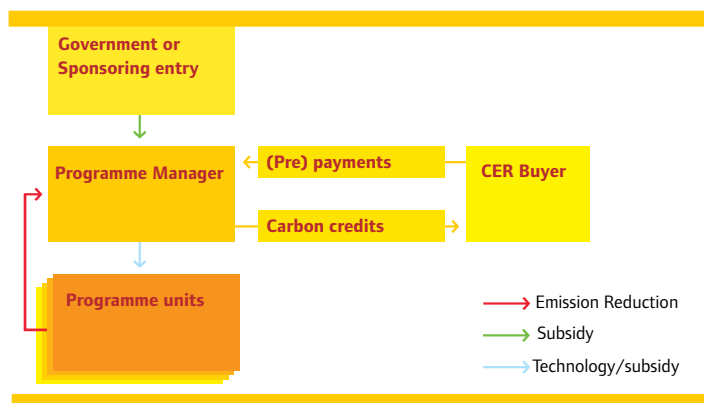 Government or
Sponsoring entry
Programme Manager
(Pre) payments
CER Buyer
Carbon credits
Programme units
Emission Reduction
Subsidy
Technology/subsidy